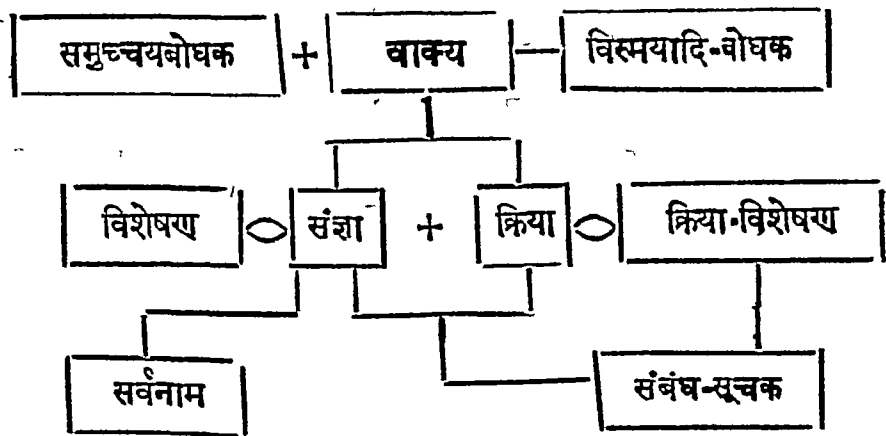 समुच्चयबोधक + वाक्य — विस्मयादि-बोधक
विशेषण संज्ञा + क्रिया क्रिया-विशेषण
सर्वनाम संबंध-सूचक